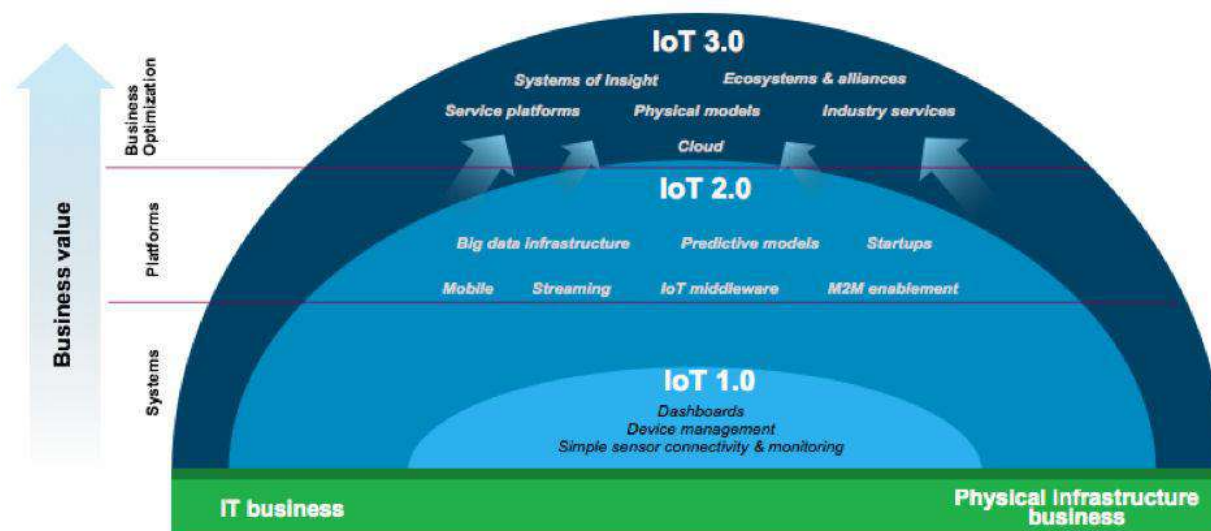 IoT 3.0
Systems of Insight
Ecosystems & alliances
Service platforms
Physical models
Industry services
Cloud
IoT 2.0
Big data infrastructure
Predictive models
Startups
Mobile
Streaming
IoT middleware
M2M enablement
IoT 1.0
Dashboards
Device management
Simple sensor connectivity & monitoring
IT business
Physical infrastructure
business
Business value
Business
Optimization
Platforms
Systems